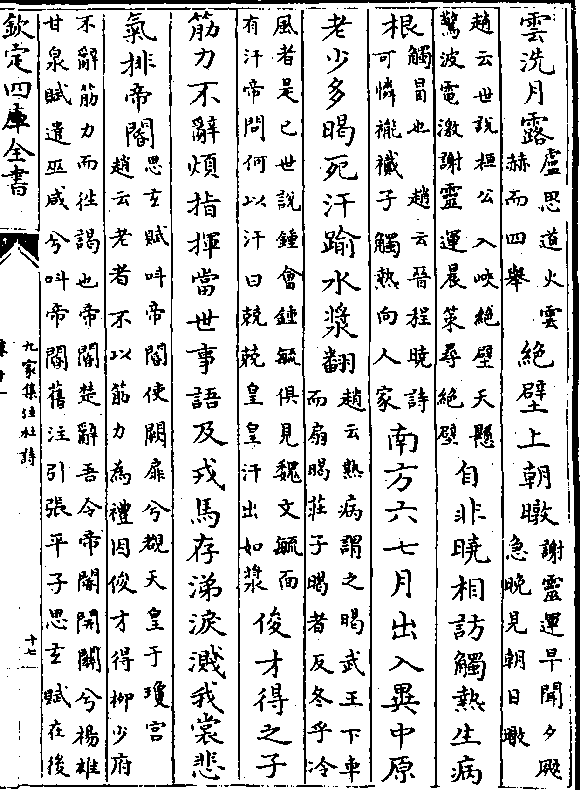 雲洗月露
盧思道火雲
赫而四舉
絕壁上朝暾
謝靈運早聞夕飈
急晚見朝日暾
趙云世說桓公入峽絕壁天懸
驚波電激謝靈運晨策尋絕壁
自非曉相訪觸熱生病
根
觸冒也 趙云晉程曉詩
可憐褦襶子觸熱向人家
南方六七月出入異中原
老少多暍死汗踰水漿翻
趙云熱病謂之暍武王下車
而扇暍莊子暍者反冬乎冷
風者是已世說鍾會鍾毓俱見魏文毓面
有汗帝問何以汗曰兢兢皇皇汗出如漿
俊才得之子
筋力不辭煩指揮當世事語及戎馬存涕淚濺我裳悲
氣排帝閽
思玄賦叫帝閽使闢扉兮覿天皇于瓊宮
趙云老者不以筋力為禮因俊才得柳少府
不辭筋力而往謁也帝閽楚辭吾令帝閽開關兮楊雄
甘泉賦遣巫咸兮叫帝閽舊注引張平子思玄賦在後
欽定四庫全書
九家集注杜詩
十七